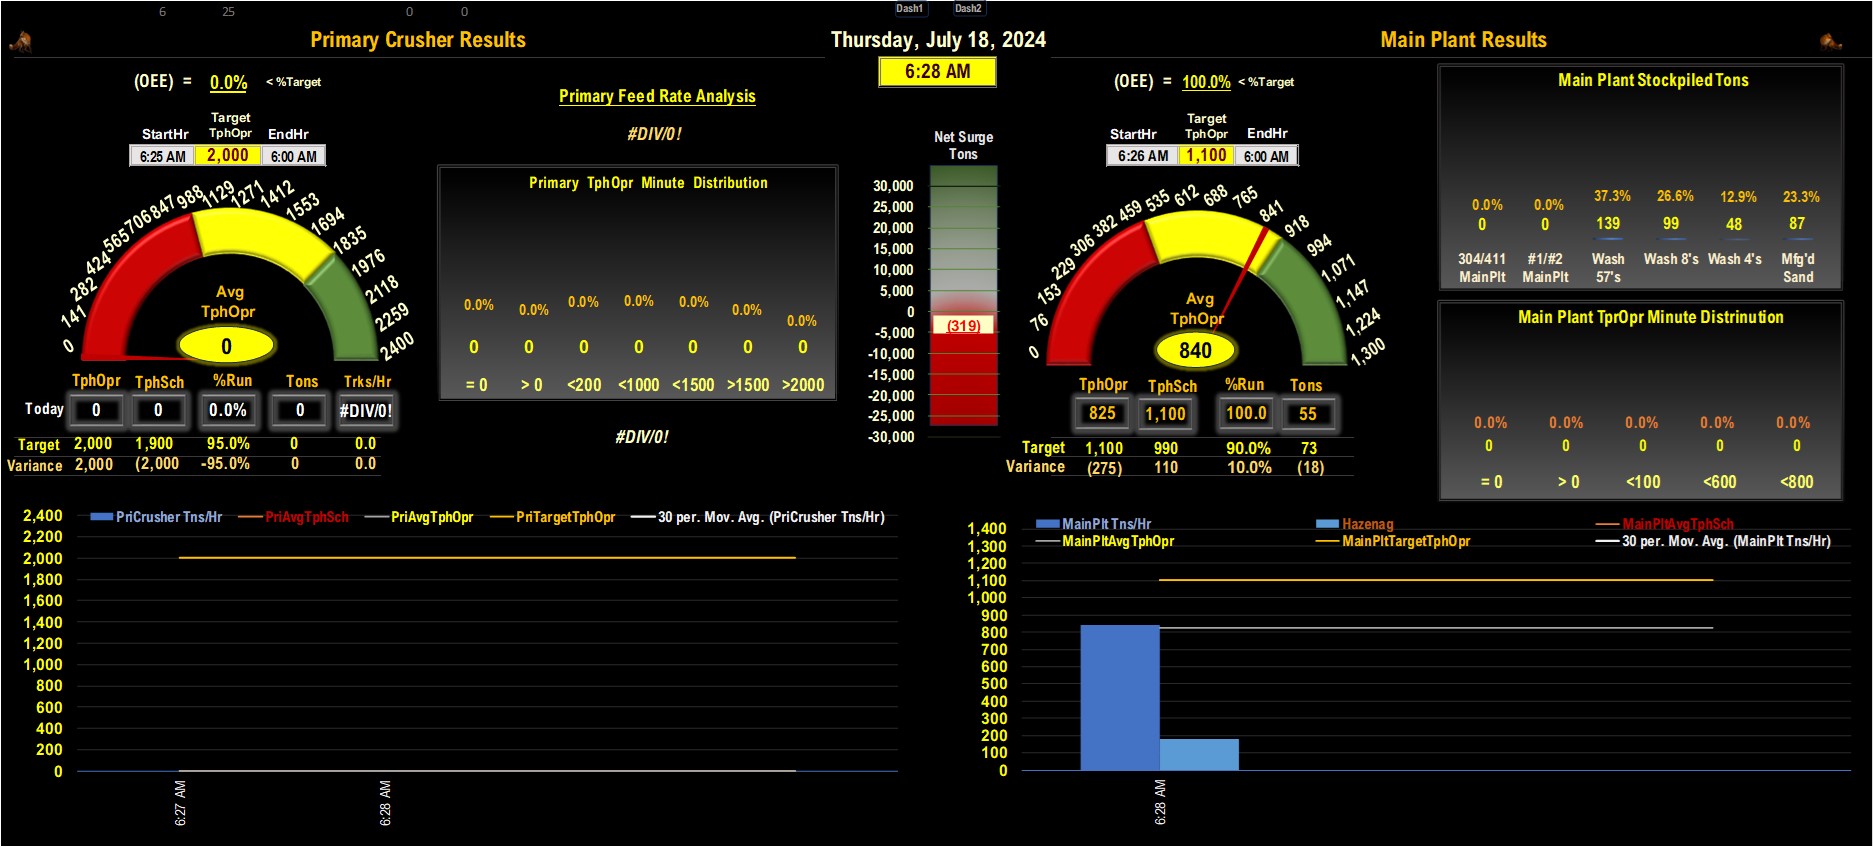 6 25 0 0 Dash1 Dash2
Primary Crusher Results
Thursday, July 18, 2024
Main Plant Results
6:28 AM
(OEE) = 0.0% < %Target
Target
StartHr TphOpr EndHr
6:25 AM 2,000 6:00 AM
0 141 282 424 565 706 847 988 1129 1271 1412 1553 1694 1835 1976 2118 2259 2400
Avg
TphOpr
0
TphOpr TphSch %Run Tons Trks/Hr
Today 0 0 0.0% 0 #DIV/0!
Target 2,000 1,900 95.0% 0 0.0
Variance 2,000 (2,000 -95.0% 0 0.0
Primary Feed Rate Analysis
#DIV/0!
Primary TphOpr Minute Distribution
0.0% 0.0% 0.0% 0.0% 0.0% 0.0% 0.0%
0 0 0 0 0 0 0
= 0 > 0 <200 <1000 <1500 >1500 >2000
#DIV/0!
Net Surge
Tons
30,000
25,000
20,000
15,000
10,000
5,000
0
(319)
-5,000
-10,000
-15,000
-20,000
-25,000
-30,000
(OEE) = 100.0% < %Target
Target
StartHr TphOpr EndHr
6:26 AM 1,100 6:00 AM
0 76 153 229 306 382 459 535 612 688 765 841 918 994 1,071 1,147 1,224 1,300
Avg
TphOpr
840
TphOpr TphSch %Run Tons
825 1,100 100.0 55
Target 1,100 990 90.0% 73
Variance (275) 110 10.0% (18)
Main Plant Stockpiled Tons
0.0% 0.0% 37.3% 26.6% 12.9% 23.3%
0 0 139 99 48 87
304/411 #1/#2 Wash Wash 8's Wash 4's Mfg'd
MainPlt MainPlt 57's Sand
Main Plant TprOpr Minute Distrinution
0.0% 0.0% 0.0% 0.0% 0.0%
0 0 0 0 0
= 0 > 0 <100 <600 <800
PriCrusher Tns/Hr PriAvgTphSch PriAvgTphOpr PriTargetTphOpr 30 per. Mov. Avg. (PriCrusher Tns/Hr)
2,400
2,200
2,000
1,800
1,600
1,400
1,200
1,000
800
600
400
200
0
6:27 AM 6:28 AM
MainPlt Tns/Hr Hazenag MainPltAvgTphSch
MainPltAvgTphOpr MainPltTargetTphOpr 30 per. Mov. Avg. (MainPlt Tns/Hr)
1,400
1,300
1,200
1,100
1,000
900
800
700
600
500
400
300
200
100
0
6:28 AM